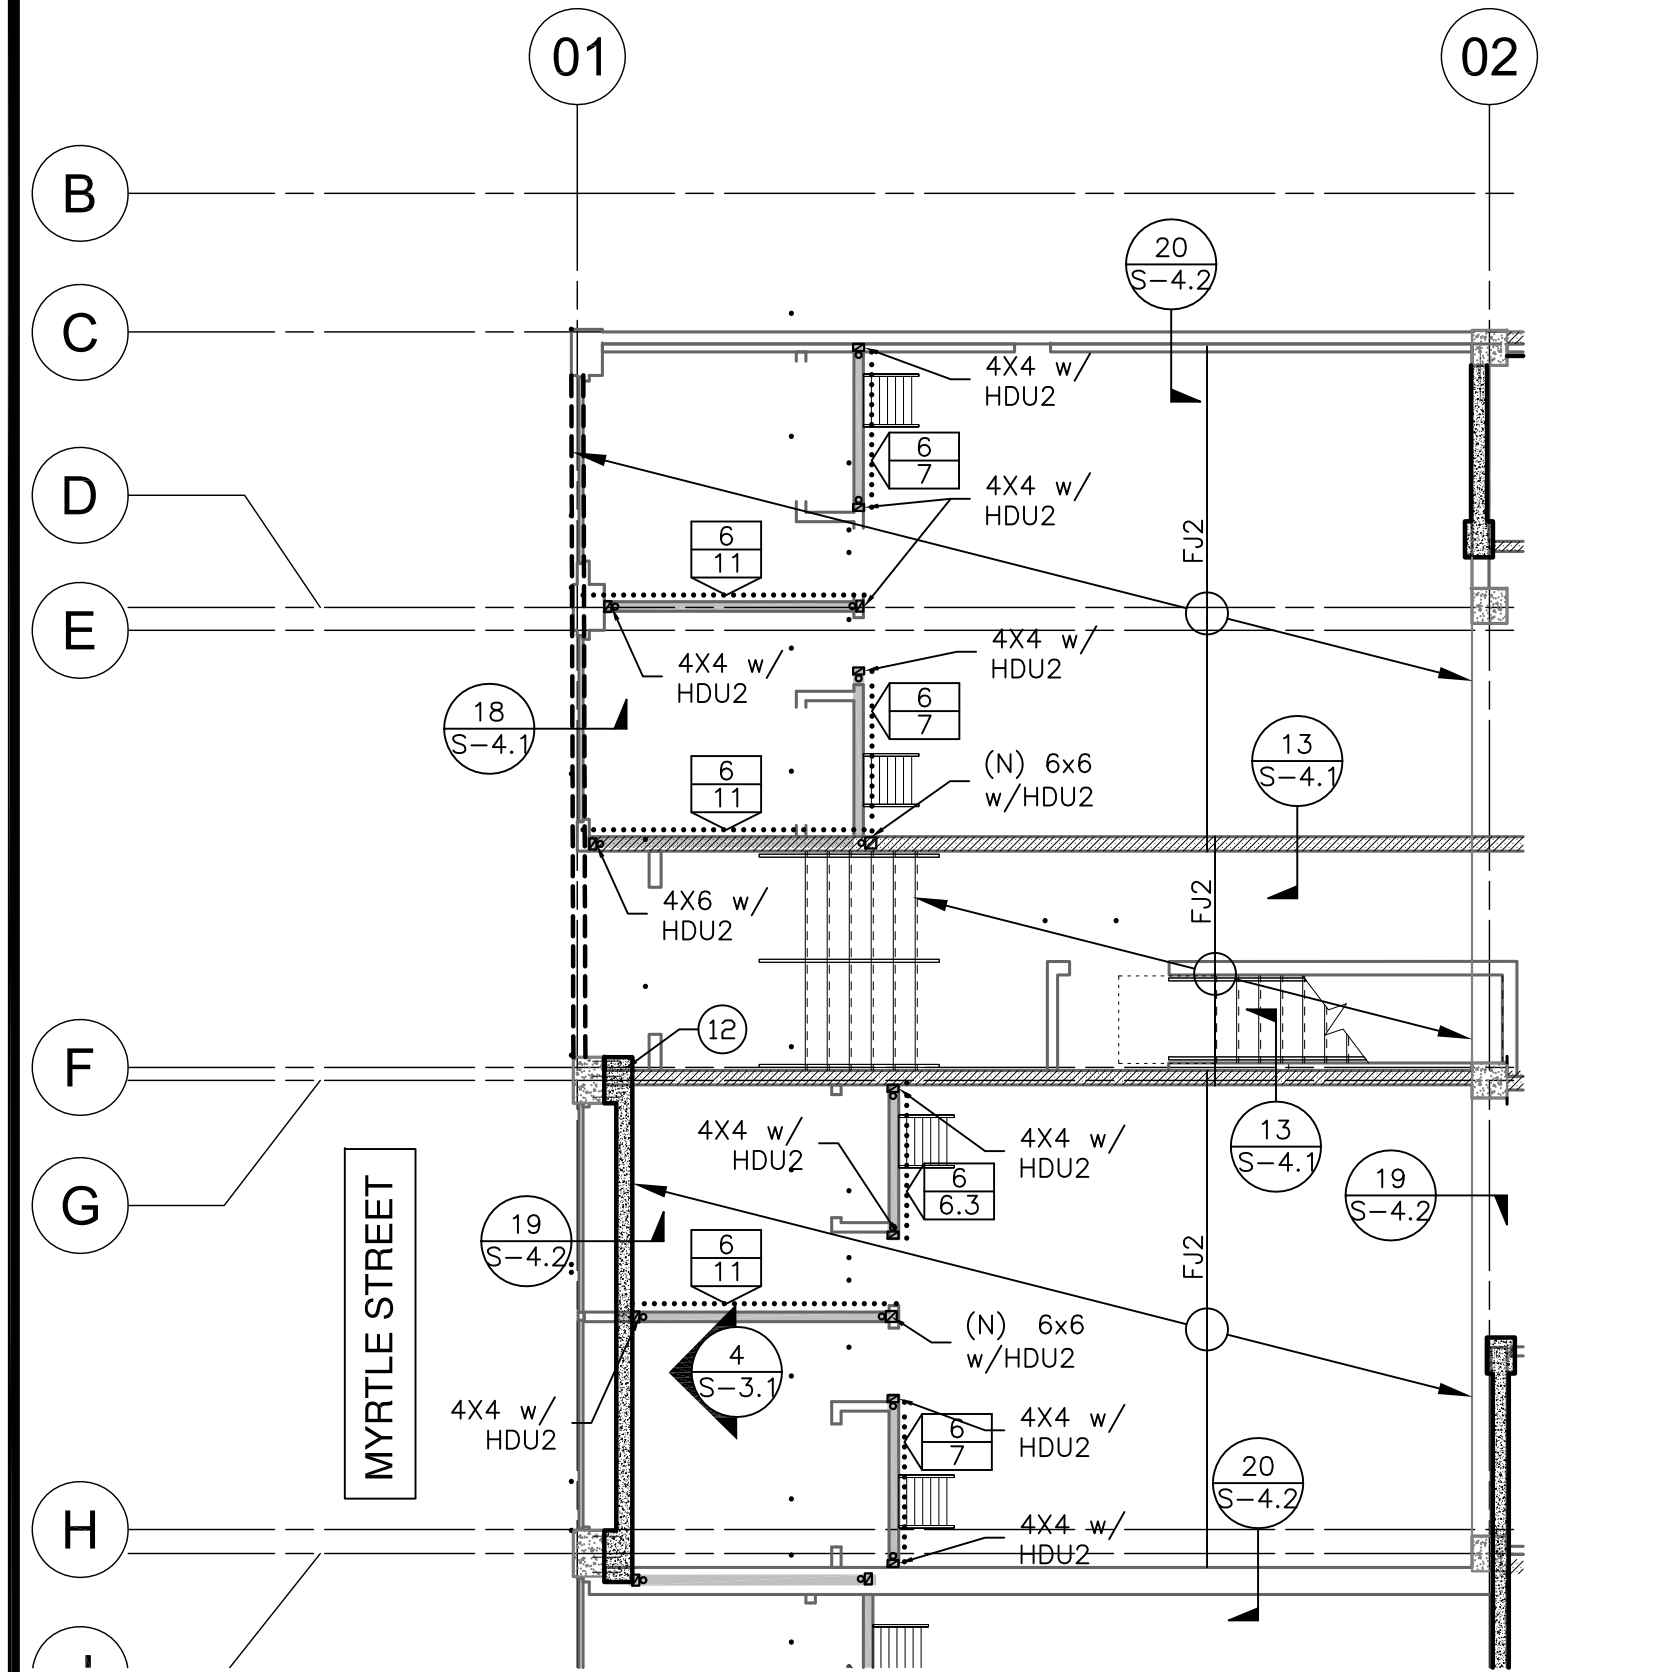 01
02
B
20
S-4.2
C
4X4 w/
HDU2
6
7
D
4X4 w/
HDU2
6
11
FJ2
E
4X4 w/
HDU2
4X4 w/
HDU2
18
S-4.1
6
7
13
S-4.1
6
11
(N) 6x6
w/HDU2
4X6 w/
HDU2
FJ2
12
F
4X4 w/
HDU2
4X4 w/
HDU2
13
S-4.1
6
6.3
19
S-4.2
G
MYRTLE STREET
19
S-4.2
6
11
FJ2
(N) 6x6
w/HDU2
4
S-3.1
4X4 w/
HDU2
6
7
4X4 w/
HDU2
20
S-4.2
H
4X4 w/
HDU2